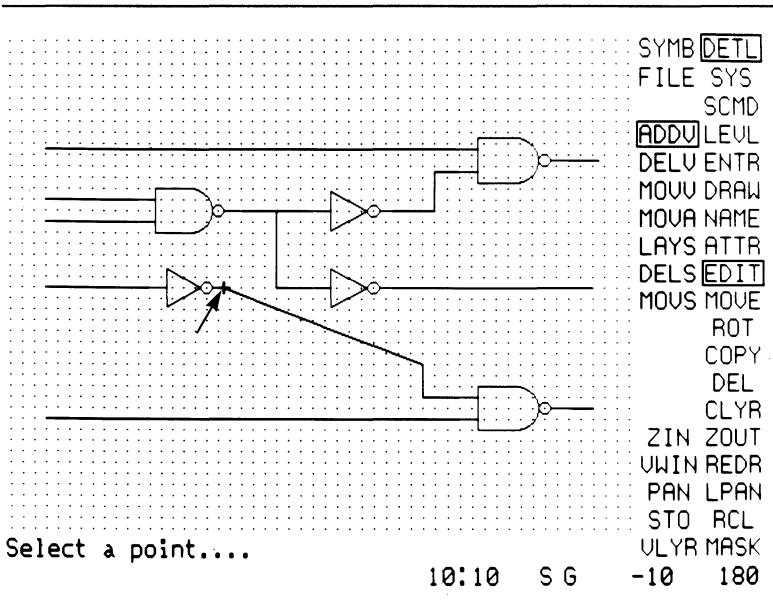 SYMB DETL
FILE SYS
SCMD
ADDV LEVL
DELV ENTR
MOVV DRAW
MOVA NAME
LAYS ATTR
DELS EDIT
MOVS MOVE
ROT
COPY
DEL
CLYR
ZIN ZOUT
VWIN REDR
PAN LPAN
STO RCL
Select a point.... VLYR MASK
10:10 S G -10 180